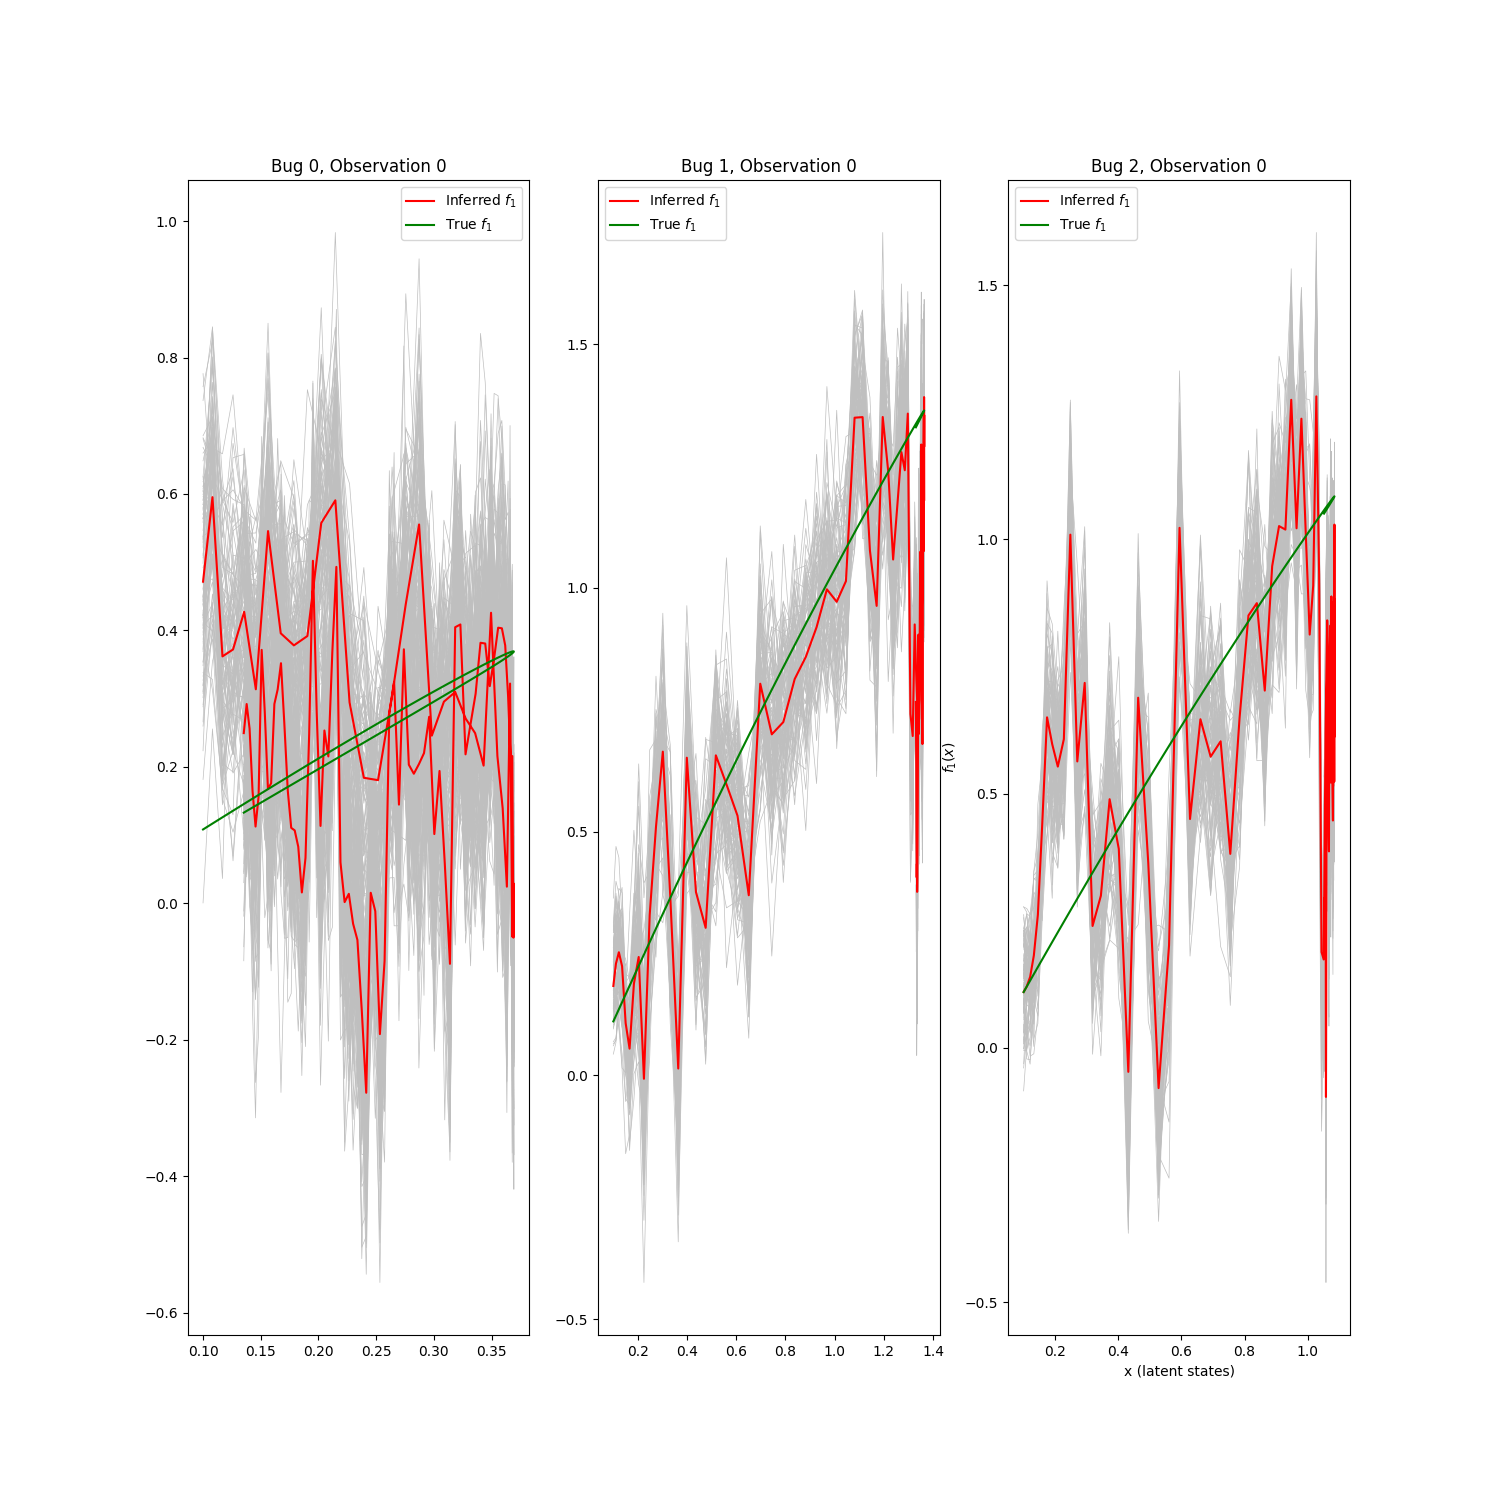 Bug 0, Observation 0
Inferred f₁
True f₁
1.0
0.8
0.6
0.4
0.2
0.0
−0.2
−0.4
−0.6
0.10 0.15 0.20 0.25 0.30 0.35
Bug 1, Observation 0
Inferred f₁
True f₁
1.5
1.0
0.5
0.0
−0.5
0.2 0.4 0.6 0.8 1.0 1.2 1.4
Bug 2, Observation 0
Inferred f₁
True f₁
f₁(x)
1.5
1.0
0.5
0.0
−0.5
0.2 0.4 0.6 0.8 1.0
x (latent states)